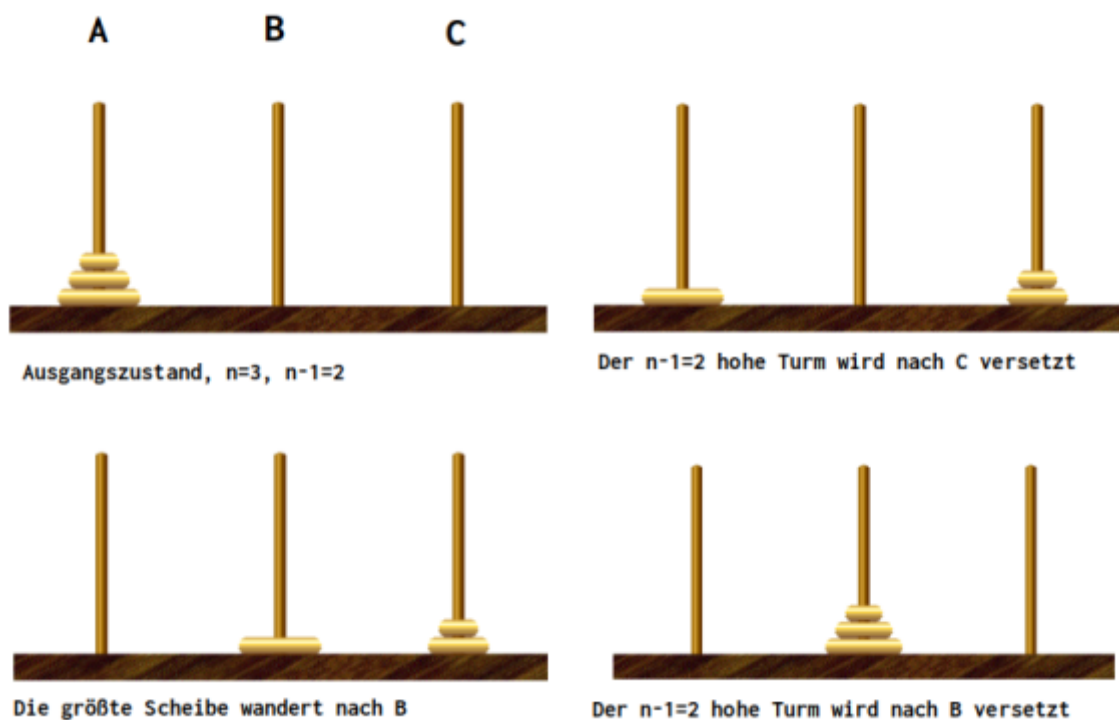 A B C
Ausgangszustand, n=3, n-1=2
Der n-1=2 hohe Turm wird nach C versetzt
Die größte Scheibe wandert nach B
Der n-1=2 hohe Turm wird nach B versetzt